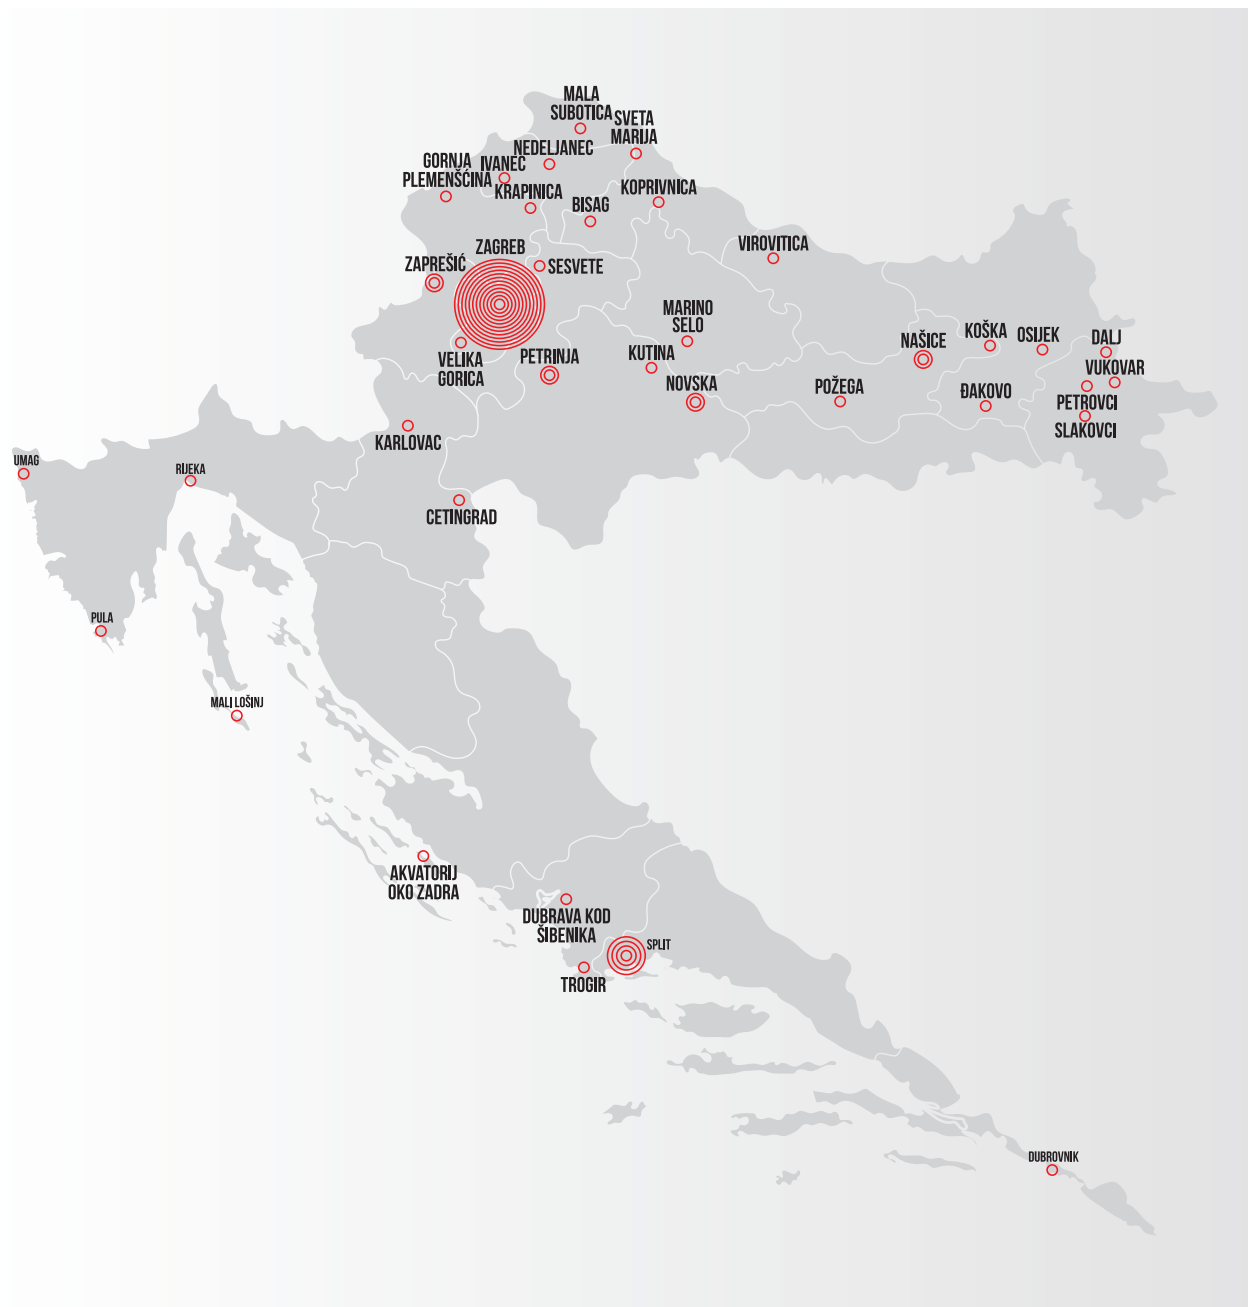 MALA
SUBOTICA
SVETA
MARIJA
NEDELJANEC
GORNJA
PLEMENŠĆINA
IVANEC
KRAPINICA
KOPRIVNICA
BISAG
VIROVITICA
ZAGREB
ZAPREŠIĆ
SESVETE
MARINO
SELO
VELIKA
GORICA
PETRINJA
KUTINA
NAŠICE
KOŠKA
OSIJEK
DALJ
VUKOVAR
NOVSKA
POŽEGA
ĐAKOVO
PETROVCI
SLAKOVCI
KARLOVAC
UMAG
RIJEKA
CETINGRAD
PULA
MALI LOŠINJ
AKVATORIJ
OKO ZADRA
DUBRAVA KOD
ŠIBENIKA
SPLIT
TROGIR
DUBROVNIK